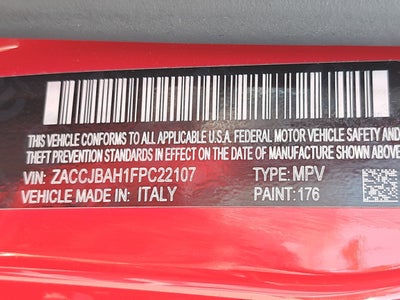 THIS VEHICLE CONFORMS TO ALL APPLICABLE U.S.A. FEDERAL MOTOR VEHICLE SAFETY AND
THEFT PREVENTION STANDARDS IN EFFECT ON THE DATE OF MANUFACTURE SHOWN ABOVE
VIN: ZACCJBAH1FPC22107 TYPE: MPV
VEHICLE MADE IN: ITALY PAINT: 176